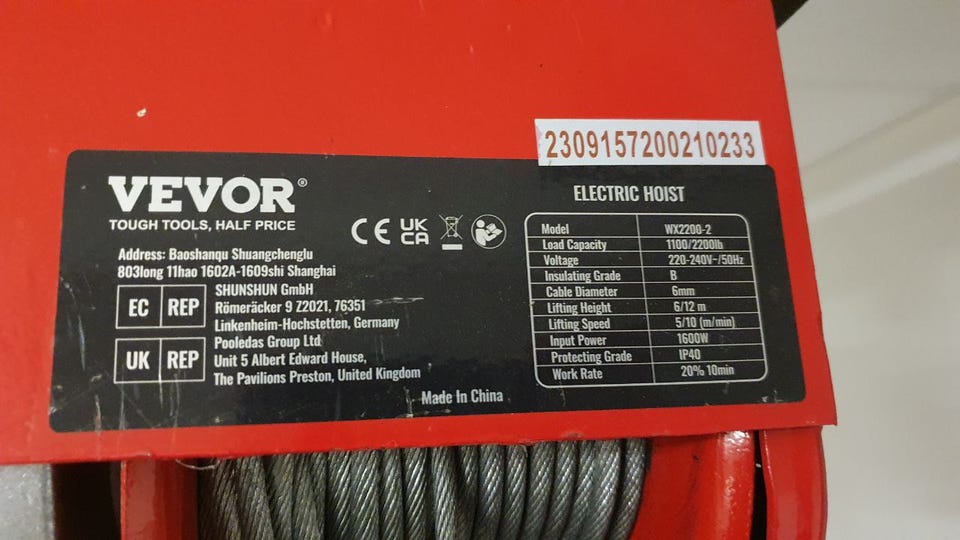 2309157200210233
VEVOR®
TOUGH TOOLS, HALF PRICE
CE UK CA
Address: Baoshanqu Shuangchenglu
803long 11hao 1602A-1609shi Shanghai
EC REP
SHUNSHUN GmbH
Römeräcker 9 Z2021, 76351
Linkenheim-Hochstetten, Germany
UK REP
Pooledas Group Ltd
Unit 5 Albert Edward House,
The Pavilions Preston, United Kingdom
Made In China
ELECTRIC HOIST
Model WX2200-2
Load Capacity 1100/2200lb
Voltage 220-240V~/50Hz
Insulating Grade B
Cable Diameter 6mm
Lifting Height 6/12 m
Lifting Speed 5/10 (m/min)
Input Power 1600W
Protecting Grade IP40
Work Rate 20% 10min